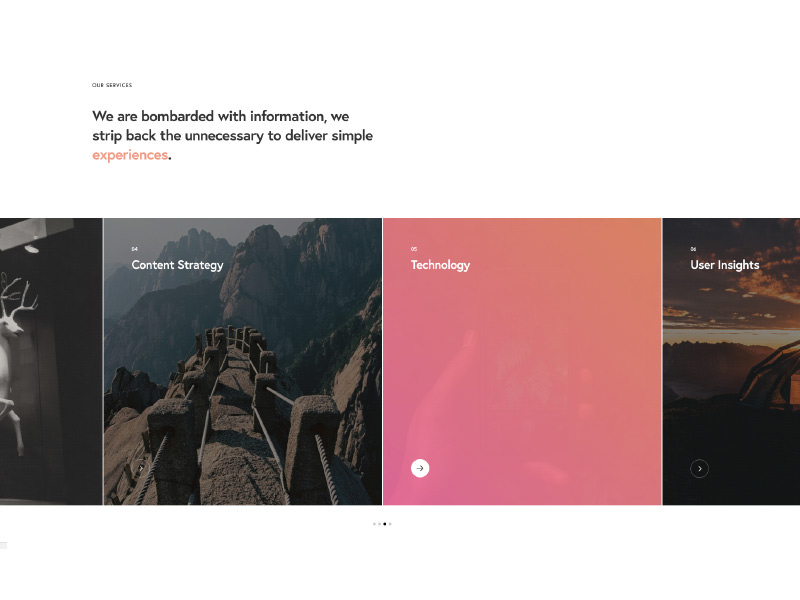 OUR SERVICES
We are bombarded with information, we
strip back the unnecessary to deliver simple
experiences.
04
Content Strategy
05
Technology
06
User Insights